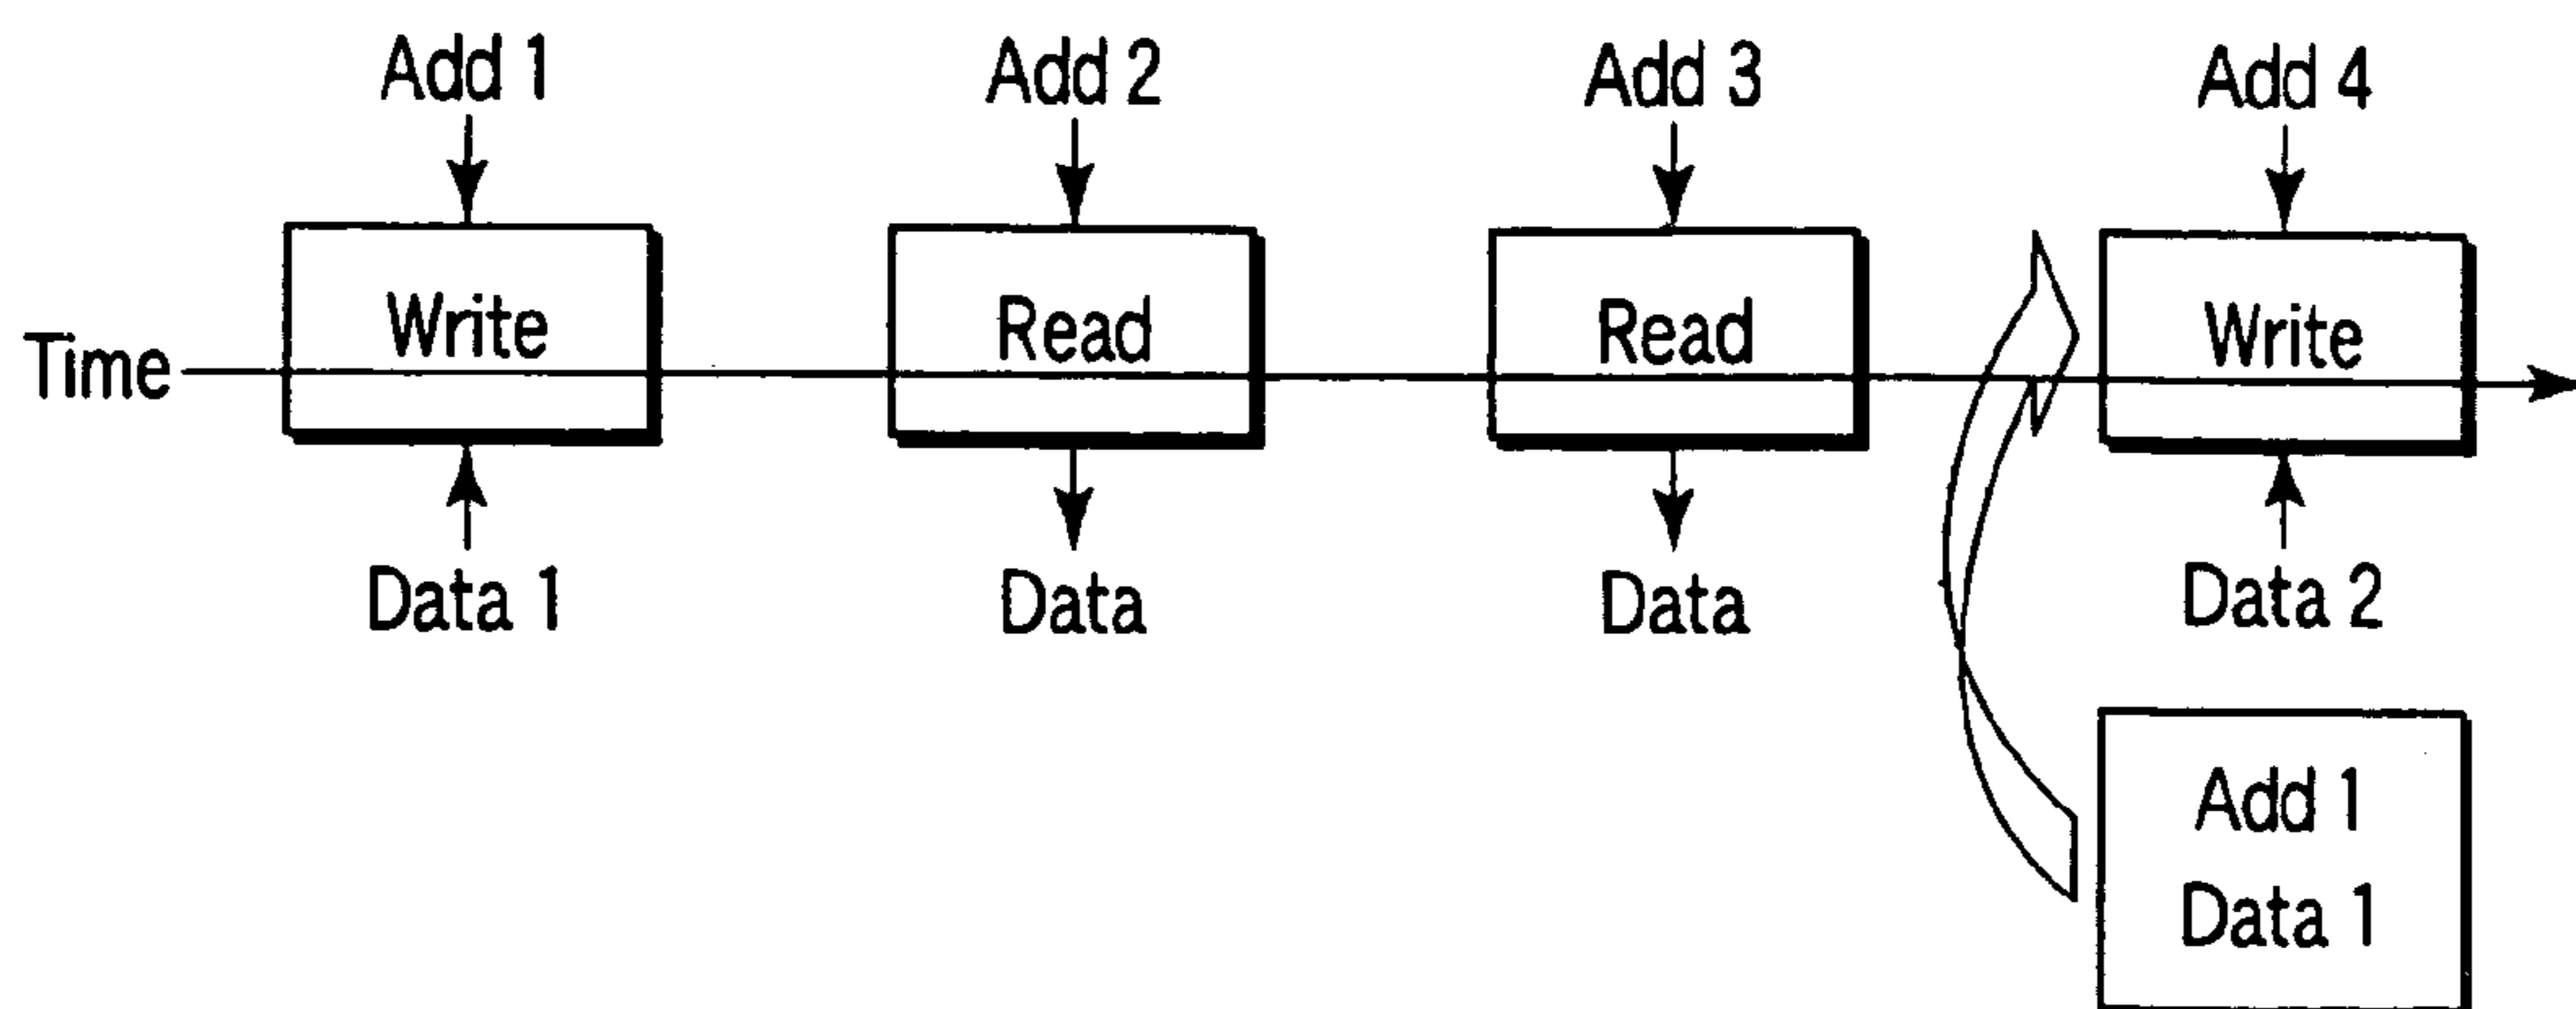 Add 1 Add 2 Add 3 Add 4
Write Read Read Write
Time
Data 1 Data Data Data 2
Add 1
Data 1